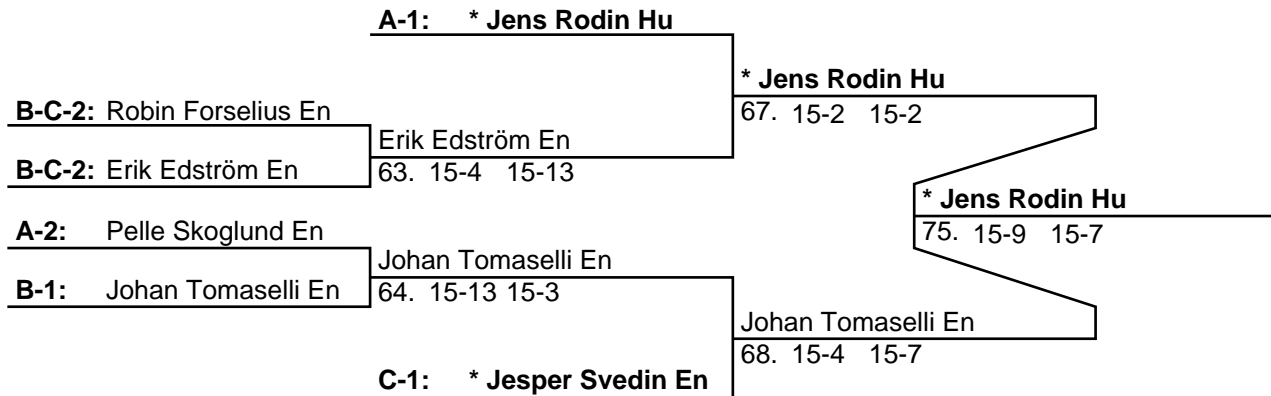 A-1: * Jens Rodin Hu
* Jens Rodin Hu
B-C-2: Robin Forselius En
67. 15-2 15-2
Erik Edström En
B-C-2: Erik Edström En
63. 15-4 15-13
* Jens Rodin Hu
A-2: Pelle Skoglund En
75. 15-9 15-7
Johan Tomaselli En
B-1: Johan Tomaselli En
64. 15-13 15-3
Johan Tomaselli En
68. 15-4 15-7
C-1: * Jesper Svedin En